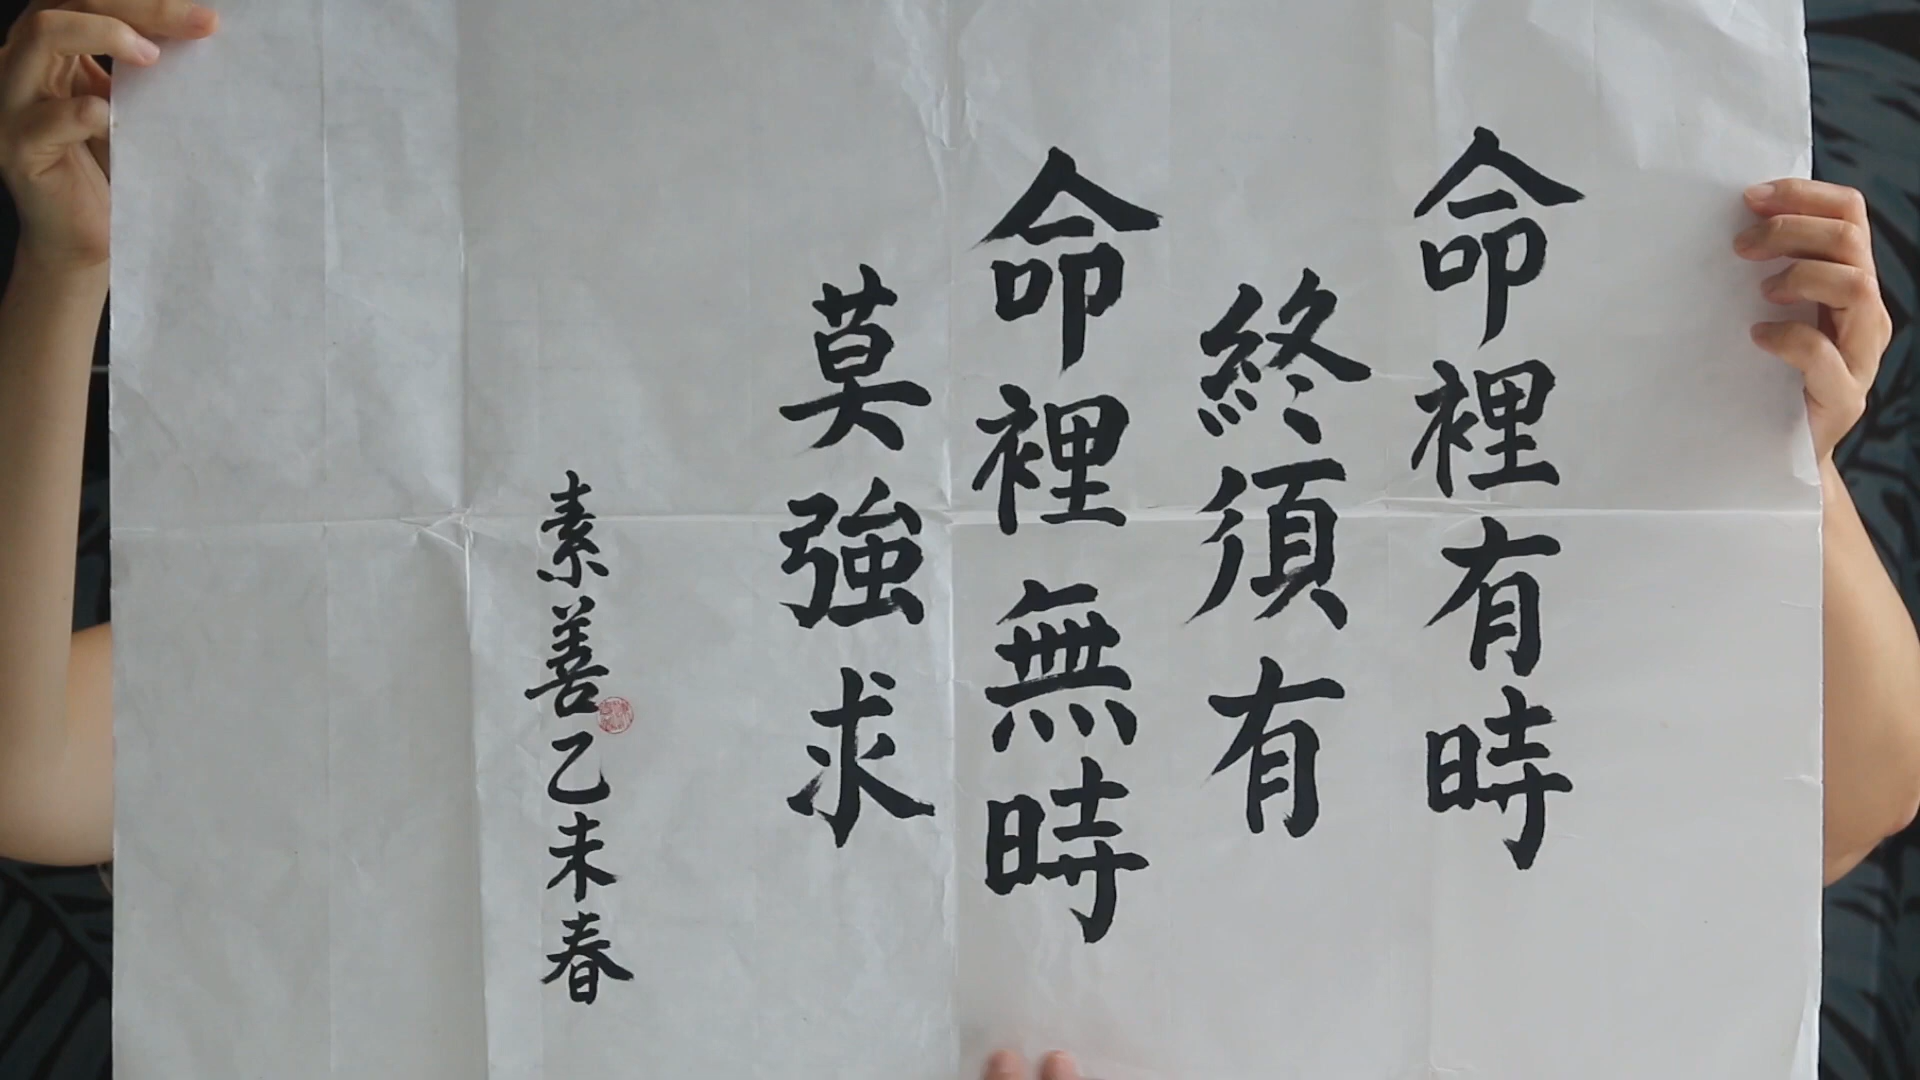 命裡有時
終須有
命裡無時
莫強求
素善乙未春